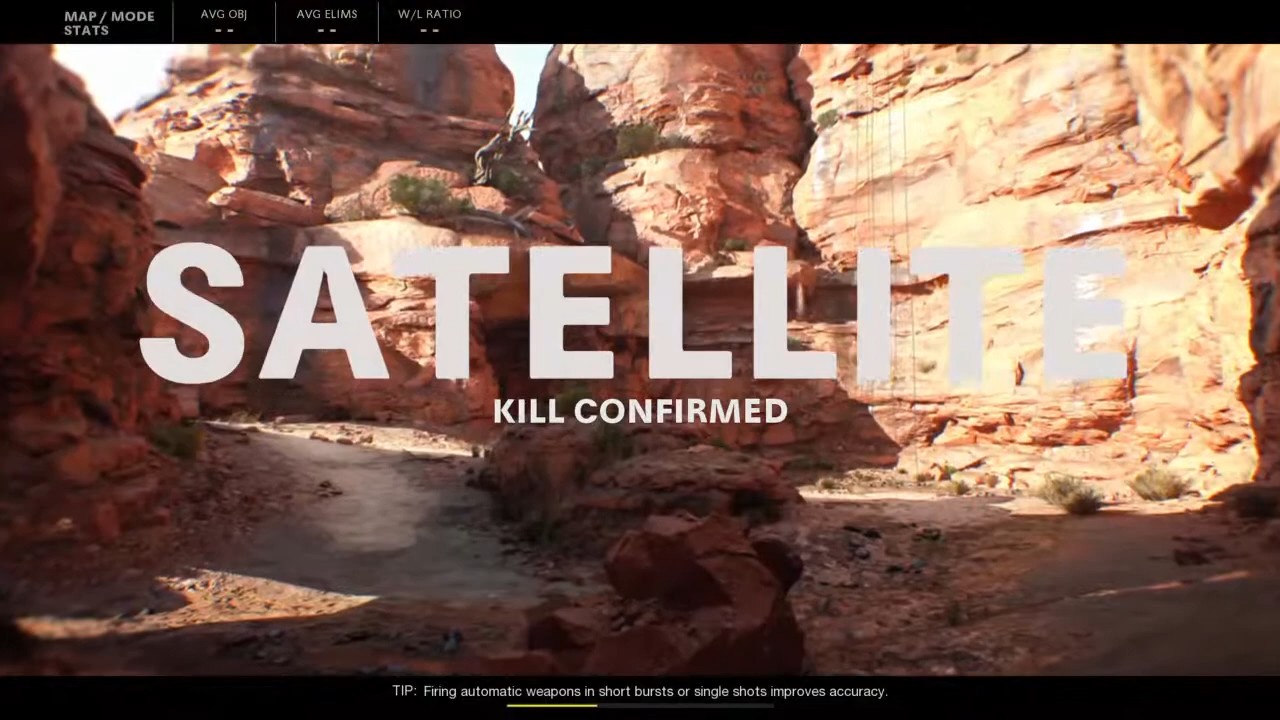 MAP / MODE
STATS
AVG OBJ
- -
AVG ELIMS
- -
W/L RATIO
- -
SATELLITE
KILL CONFIRMED
TIP: Firing automatic weapons in short bursts or single shots improves accuracy.